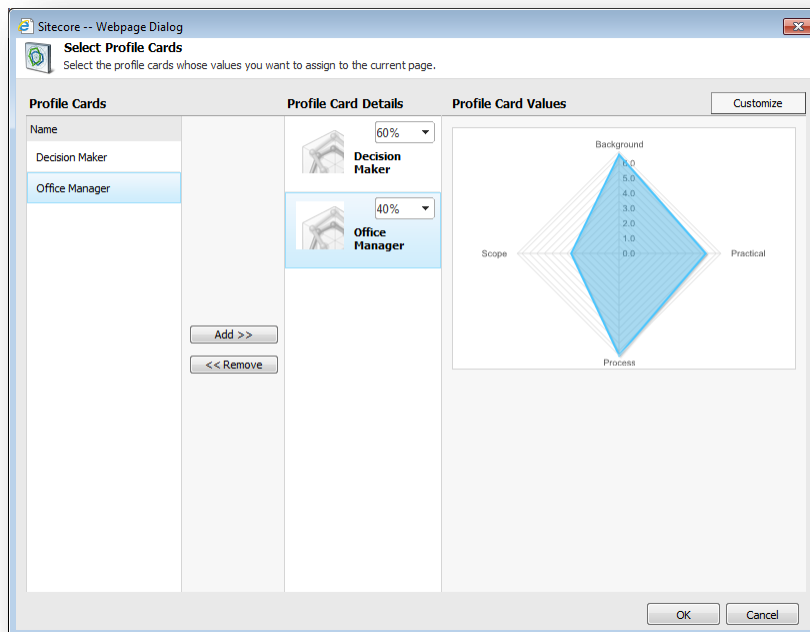 Sitecore -- Webpage Dialog
Select Profile Cards
Select the profile cards whose values you want to assign to the current page.
Profile Cards
Name
Decision Maker
Office Manager
Add >>
<< Remove
Profile Card Details
60%
Decision
Maker
40%
Office
Manager
Profile Card Values
Customize
Background
6.0
5.0
4.0
3.0
2.0
1.0
0.0
Scope
Practical
Process
OK
Cancel